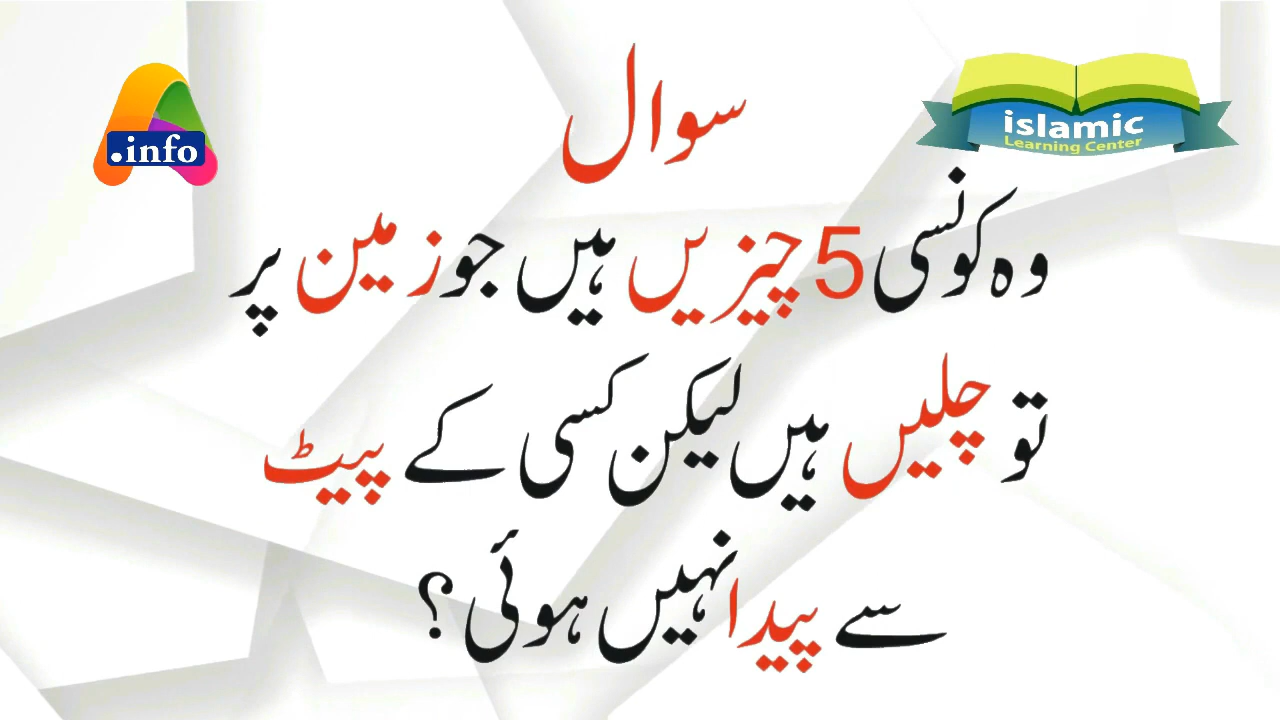 .info
islamic
Learning Center
سوال
وہ کونسی 5 چیزیں ہیں جو زمین پر
تو چلیں ہیں لیکن کسی کے پیٹ
سے پیدا نہیں ہوئی؟